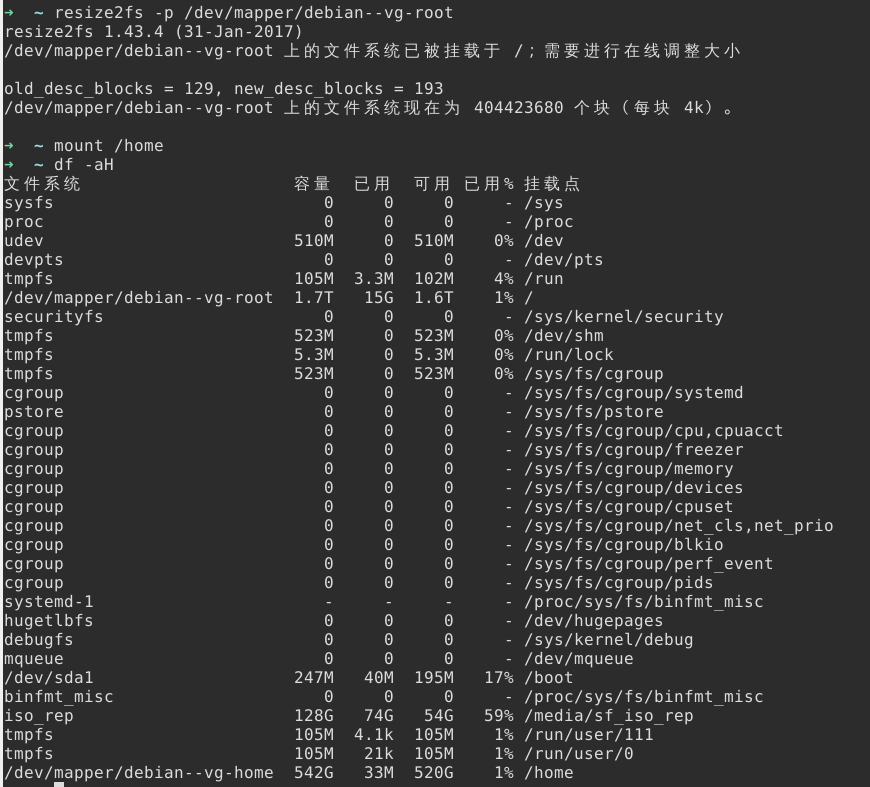 ➜ ~ resize2fs -p /dev/mapper/debian--vg-root
resize2fs 1.43.4 (31-Jan-2017)
/dev/mapper/debian--vg-root 上的文件系统已被挂载于 /；需要进行在线调整大小
old_desc_blocks = 129, new_desc_blocks = 193
/dev/mapper/debian--vg-root 上的文件系统现在为 404423680 个块（每块 4k）。
➜ ~ mount /home
➜ ~ df -aH
文件系统 容量 已用 可用 已用% 挂载点
sysfs 0 0 0 - /sys
proc 0 0 0 - /proc
udev 510M 0 510M 0% /dev
devpts 0 0 0 - /dev/pts
tmpfs 105M 3.3M 102M 4% /run
/dev/mapper/debian--vg-root 1.7T 15G 1.6T 1% /
securityfs 0 0 0 - /sys/kernel/security
tmpfs 523M 0 523M 0% /dev/shm
tmpfs 5.3M 0 5.3M 0% /run/lock
tmpfs 523M 0 523M 0% /sys/fs/cgroup
cgroup 0 0 0 - /sys/fs/cgroup/systemd
pstore 0 0 0 - /sys/fs/pstore
cgroup 0 0 0 - /sys/fs/cgroup/cpu,cpuacct
cgroup 0 0 0 - /sys/fs/cgroup/freezer
cgroup 0 0 0 - /sys/fs/cgroup/memory
cgroup 0 0 0 - /sys/fs/cgroup/devices
cgroup 0 0 0 - /sys/fs/cgroup/cpuset
cgroup 0 0 0 - /sys/fs/cgroup/net_cls,net_prio
cgroup 0 0 0 - /sys/fs/cgroup/blkio
cgroup 0 0 0 - /sys/fs/cgroup/perf_event
cgroup 0 0 0 - /sys/fs/cgroup/pids
systemd-1 - - - - /proc/sys/fs/binfmt_misc
hugetlbfs 0 0 0 - /dev/hugepages
debugfs 0 0 0 - /sys/kernel/debug
mqueue 0 0 0 - /dev/mqueue
/dev/sda1 247M 40M 195M 17% /boot
binfmt_misc 0 0 0 - /proc/sys/fs/binfmt_misc
iso_rep 128G 74G 54G 59% /media/sf_iso_rep
tmpfs 105M 4.1k 105M 1% /run/user/111
tmpfs 105M 21k 105M 1% /run/user/0
/dev/mapper/debian--vg-home 542G 33M 520G 1% /home